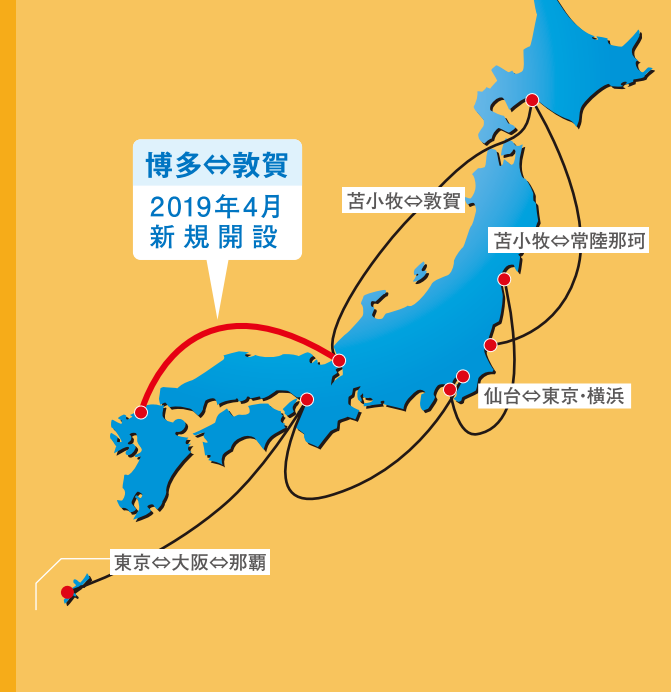 博多⇔敦賀
2019年4月
新規開設
苫小牧⇔敦賀
苫小牧⇔常陸那珂
仙台⇔東京・横浜
東京⇔大阪⇔那覇